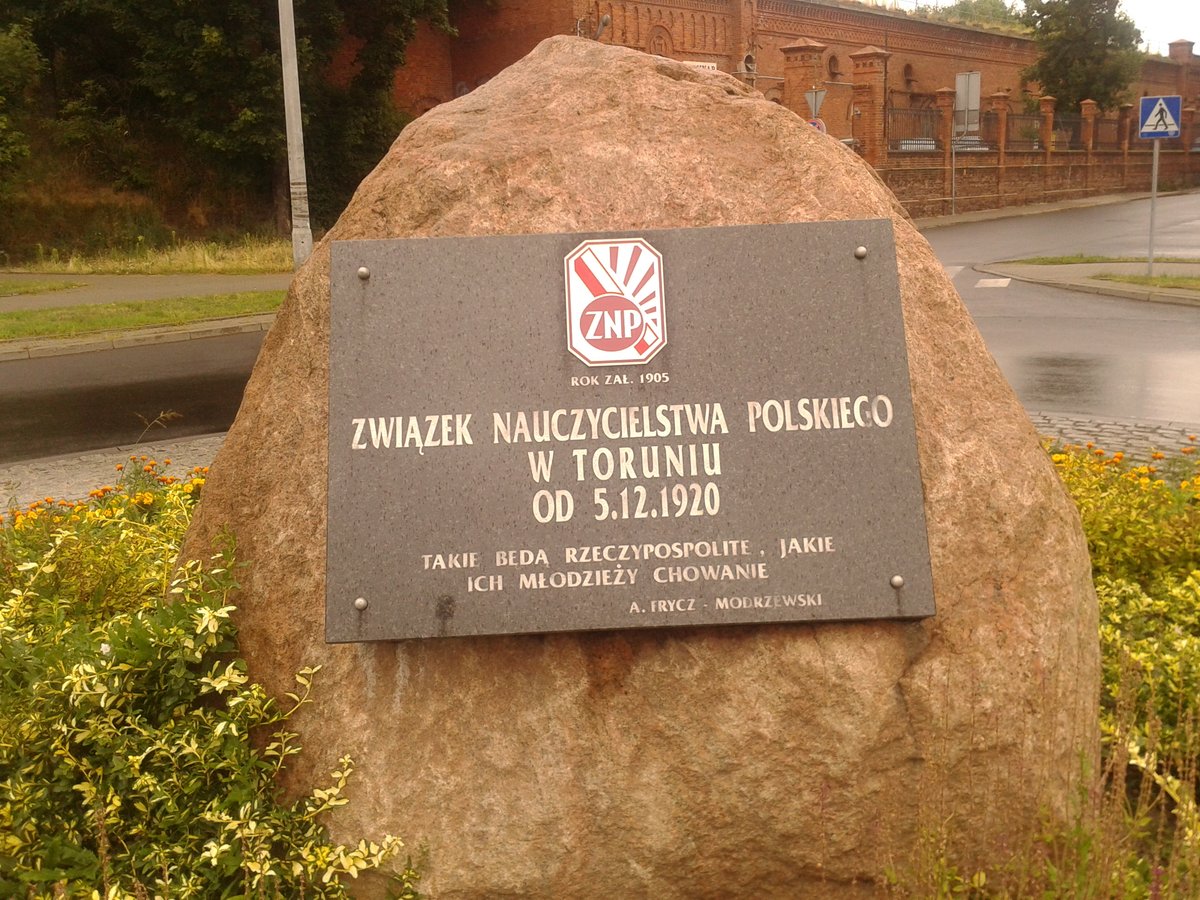 ZNP
ROK ZAŁ. 1905
ZWIĄZEK NAUCZYCIELSTWA POLSKIEGO
W TORUNIU
OD 5.12.1920
TAKIE BĘDĄ RZECZYPOSPOLITE, JAKIE
ICH MŁODZIEŻY CHOWANIE
A. FRYCZ - MODRZEWSKI